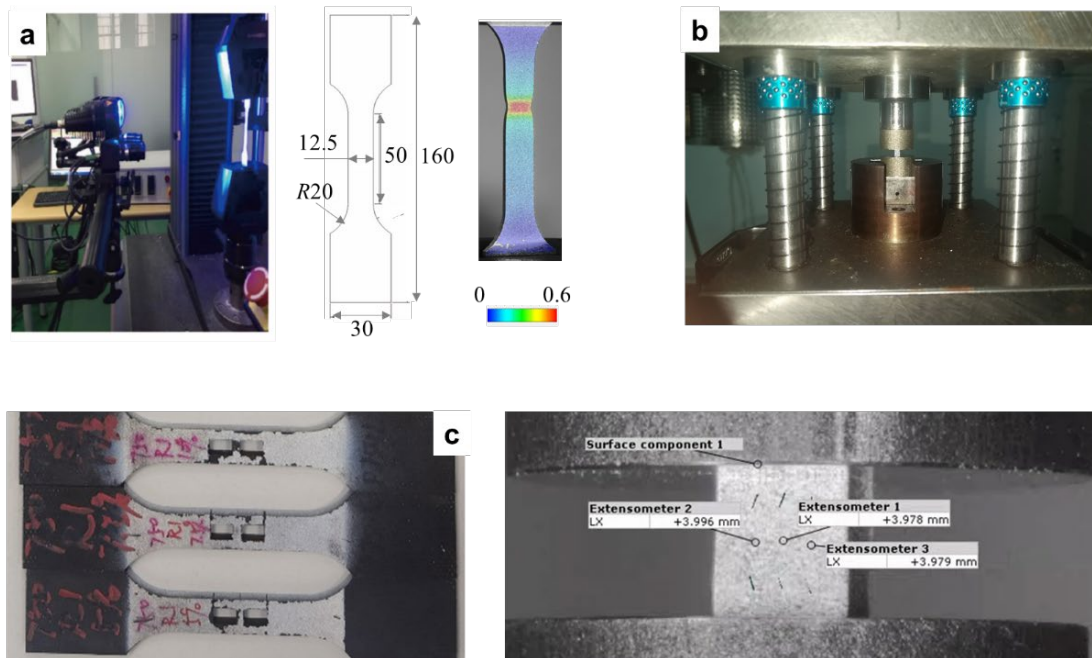 a
12.5
50
160
R20
30
0
0.6
b
c
Surface component 1
Extensometer 2
LX +3.996 mm
Extensometer 1
LX +3.978 mm
Extensometer 3
LX +3.979 mm